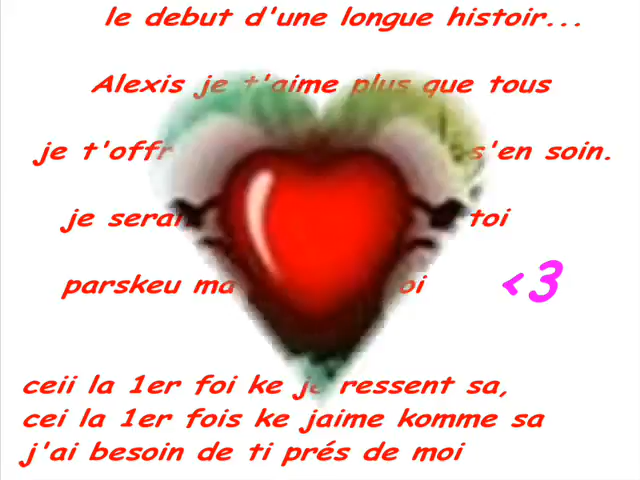 le debut d'une longue histoir...
Alexis je t'aime plus que tous
je t'offr s'en soin.
je serai toi
parskeu ma oi
<3
ceii la 1er foi ke je ressent sa,
cei la 1er fois ke jaime komme sa
j'ai besoin de ti prés de moi